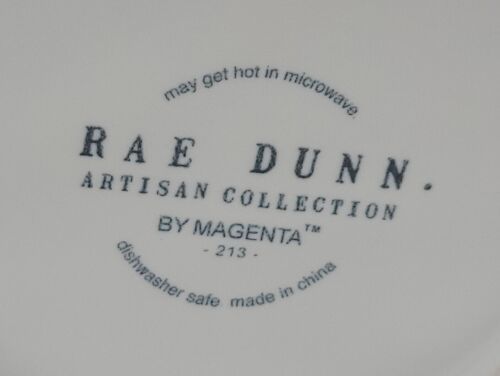 may get hot in microwave.
RAE DUNN.
ARTISAN COLLECTION
BY MAGENTA™
- 213 -
dishwasher safe made in china